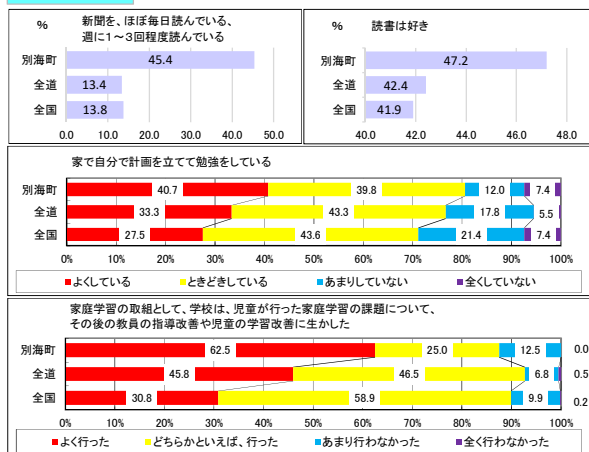 % 新聞を、ほぼ毎日読んでいる、
週に1～3回程度読んでいる
別海町 45.4
全道 13.4
全国 13.8
0.0 10.0 20.0 30.0 40.0 50.0
% 読書は好き
別海町 47.2
全道 42.4
全国 41.9
40.0 42.0 44.0 46.0 48.0
家で自分で計画を立てて勉強をしている
別海町 40.7 39.8 12.0 7.4
全道 33.3 43.3 17.8 5.5
全国 27.5 43.6 21.4 7.4
0% 10% 20% 30% 40% 50% 60% 70% 80% 90% 100%
よくしている ときどきしている あまりしていない 全くしていない
家庭学習の取組として、学校は、児童が行った家庭学習の課題について、
その後の教員の指導改善や児童の学習改善に生かした
別海町 62.5 25.0 12.5 0.0
全道 45.8 46.5 6.8 0.5
全国 30.8 58.9 9.9 0.2
0% 10% 20% 30% 40% 50% 60% 70% 80% 90% 100%
よく行った どちらかといえば、行った あまり行わなかった 全く行わなかった